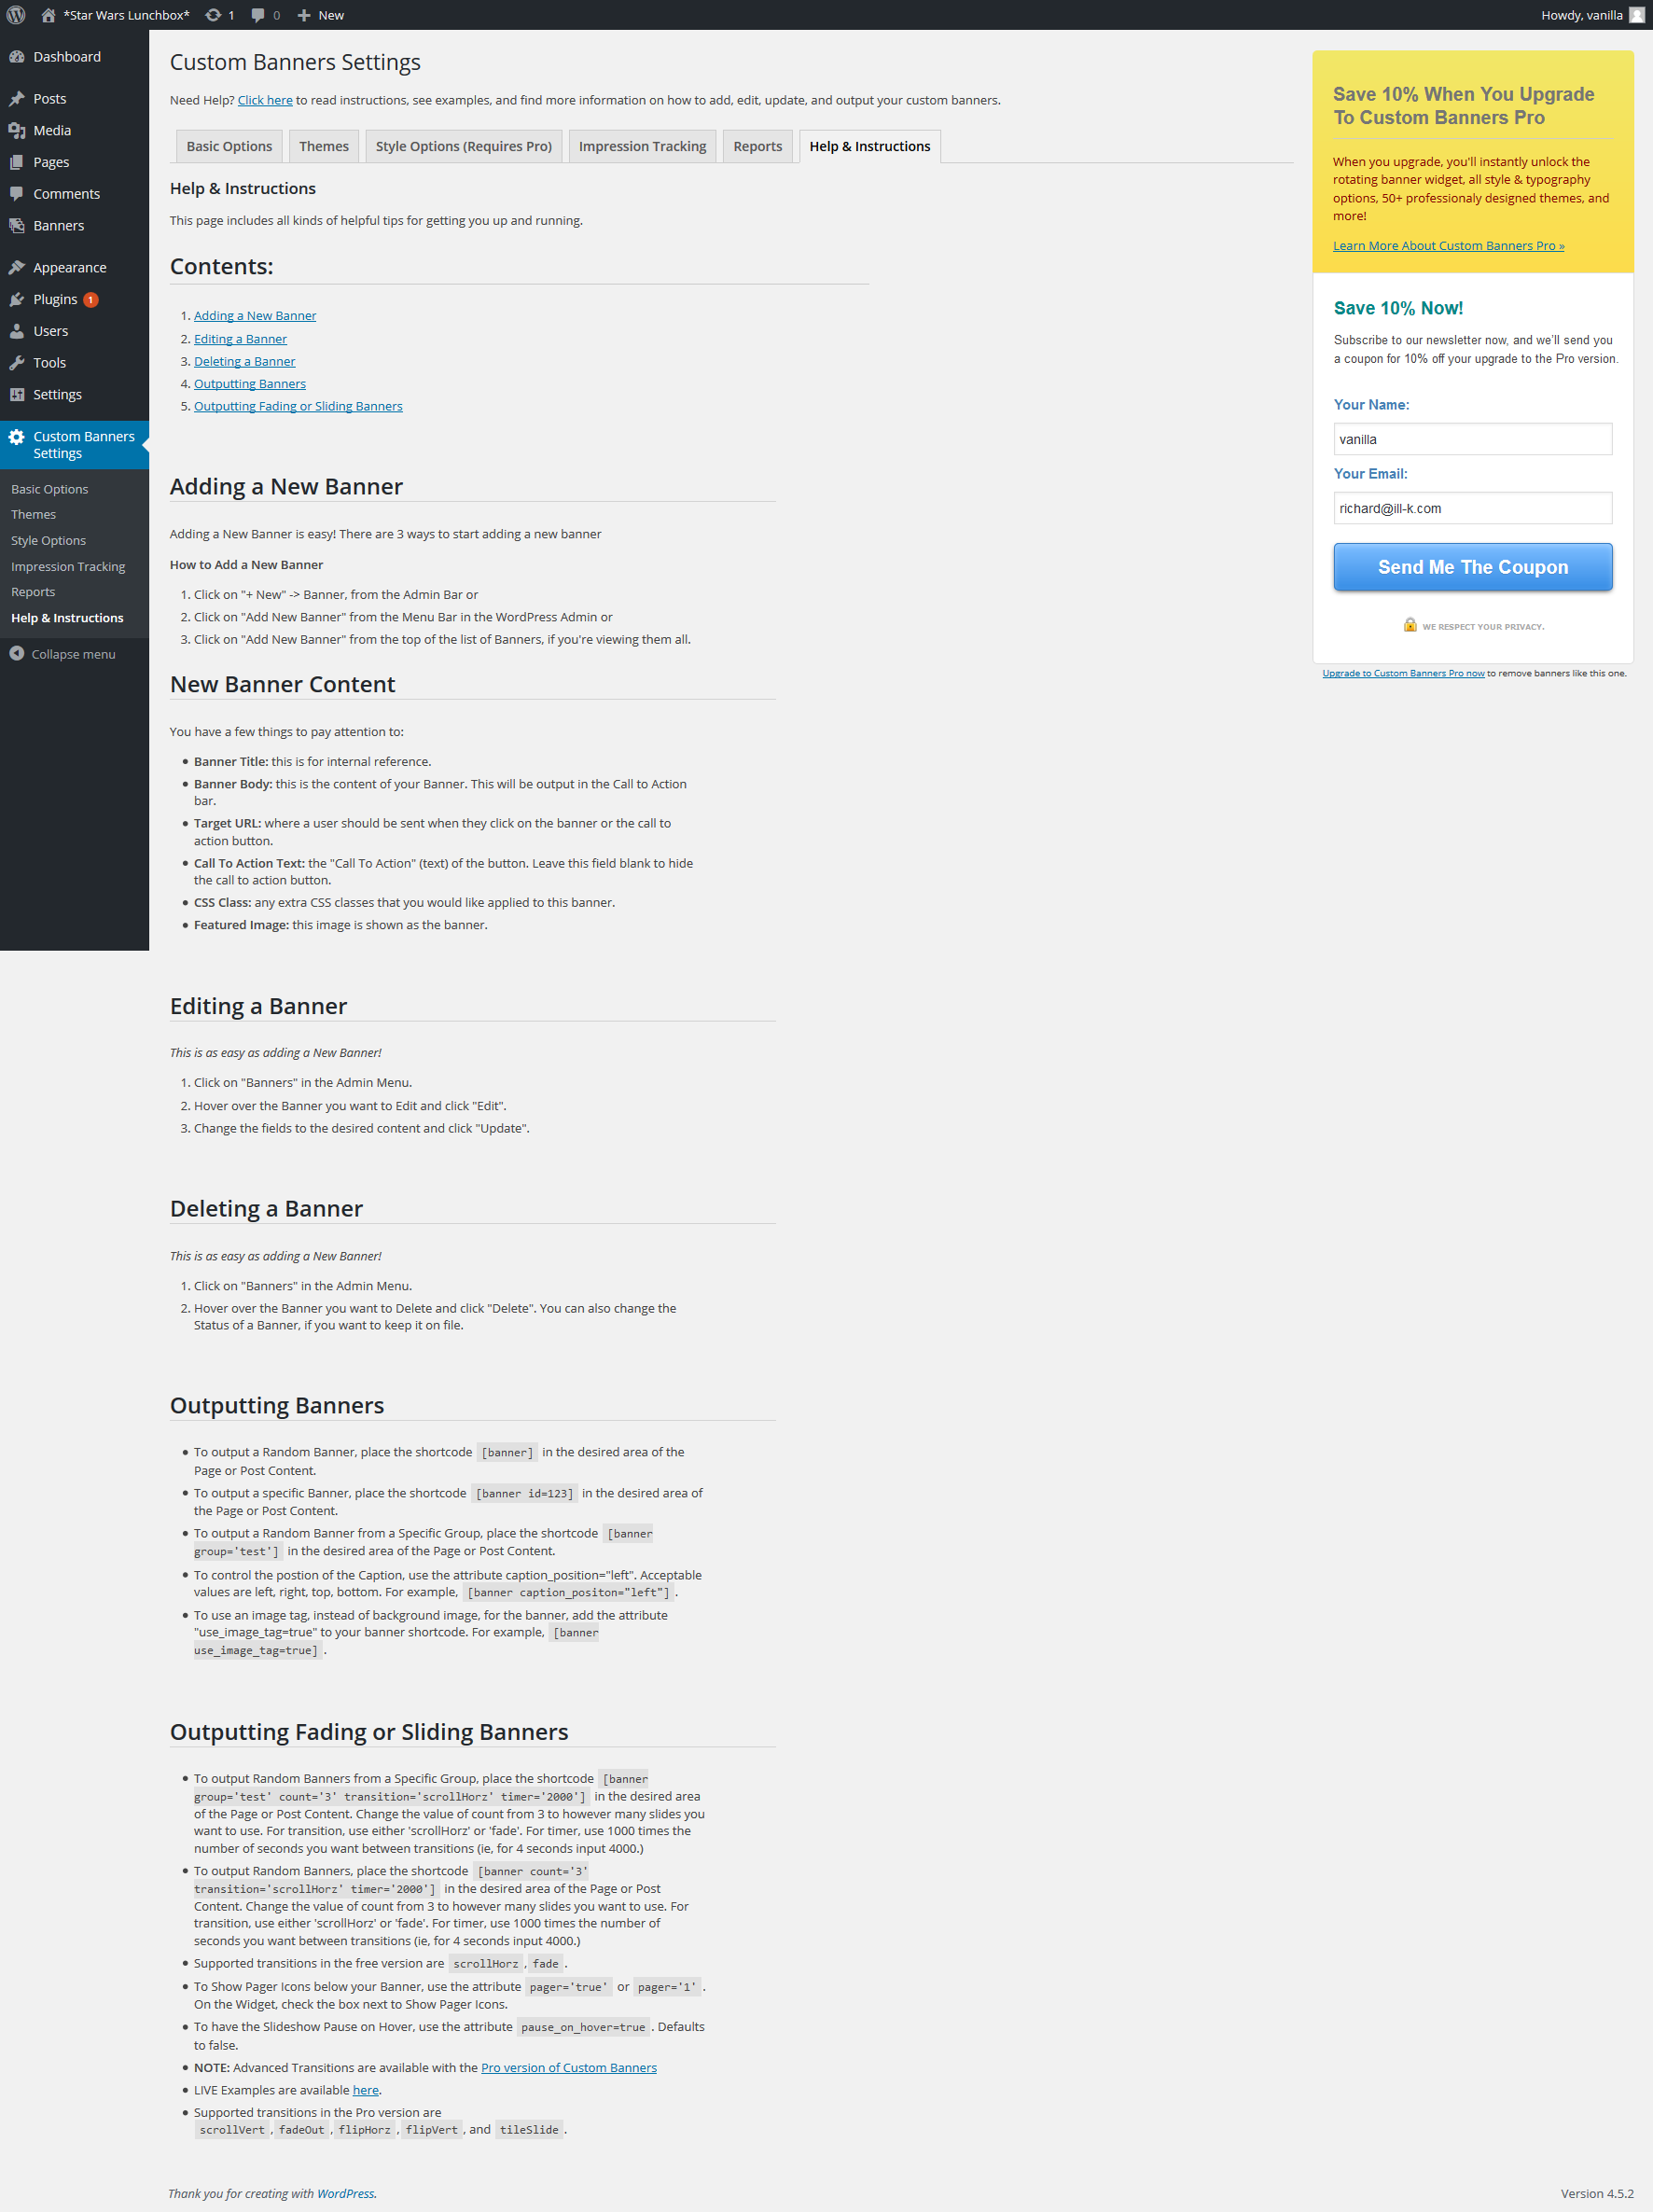 *Star Wars Lunchbox* 1 0 New Howdy, vanilla
Dashboard
Posts
Media
Pages
Comments
Banners
Appearance
Plugins 1
Users
Tools
Settings
Custom Banners
Settings
Basic Options
Themes
Style Options
Impression Tracking
Reports
Help & Instructions
Collapse menu
Custom Banners Settings
Need Help? Click here to read instructions, see examples, and find more information on how to add, edit, update, and output your custom banners.
Basic Options Themes Style Options (Requires Pro) Impression Tracking Reports Help & Instructions
Help & Instructions
This page includes all kinds of helpful tips for getting you up and running.
Contents:
1. Adding a New Banner
2. Editing a Banner
3. Deleting a Banner
4. Outputting Banners
5. Outputting Fading or Sliding Banners
Adding a New Banner
Adding a New Banner is easy! There are 3 ways to start adding a new banner
How to Add a New Banner
1. Click on "+ New" -> Banner, from the Admin Bar or
2. Click on "Add New Banner" from the Menu Bar in the WordPress Admin or
3. Click on "Add New Banner" from the top of the list of Banners, if you're viewing them all.
New Banner Content
You have a few things to pay attention to:
• Banner Title: this is for internal reference.
• Banner Body: this is the content of your Banner. This will be output in the Call to Action
bar.
• Target URL: where a user should be sent when they click on the banner or the call to
action button.
• Call To Action Text: the "Call To Action" (text) of the button. Leave this field blank to hide
the call to action button.
• CSS Class: any extra CSS classes that you would like applied to this banner.
• Featured Image: this image is shown as the banner.
Editing a Banner
This is as easy as adding a New Banner!
1. Click on "Banners" in the Admin Menu.
2. Hover over the Banner you want to Edit and click "Edit".
3. Change the fields to the desired content and click "Update".
Deleting a Banner
This is as easy as adding a New Banner!
1. Click on "Banners" in the Admin Menu.
2. Hover over the Banner you want to Delete and click "Delete". You can also change the
Status of a Banner, if you want to keep it on file.
Outputting Banners
• To output a Random Banner, place the shortcode [banner] in the desired area of the
Page or Post Content.
• To output a specific Banner, place the shortcode [banner id=123] in the desired area of
the Page or Post Content.
• To output a Random Banner from a Specific Group, place the shortcode [banner
group='test'] in the desired area of the Page or Post Content.
• To control the postion of the Caption, use the attribute caption_position="left". Acceptable
values are left, right, top, bottom. For example, [banner caption_positon="left"] .
• To use an image tag, instead of background image, for the banner, add the attribute
"use_image_tag=true" to your banner shortcode. For example, [banner
use_image_tag=true] .
Outputting Fading or Sliding Banners
• To output Random Banners from a Specific Group, place the shortcode [banner
group='test' count='3' transition='scrollHorz' timer='2000'] in the desired area
of the Page or Post Content. Change the value of count from 3 to however many slides you
want to use. For transition, use either 'scrollHorz' or 'fade'. For timer, use 1000 times the
number of seconds you want between transitions (ie, for 4 seconds input 4000.)
• To output Random Banners, place the shortcode [banner count='3'
transition='scrollHorz' timer='2000'] in the desired area of the Page or Post
Content. Change the value of count from 3 to however many slides you want to use. For
transition, use either 'scrollHorz' or 'fade'. For timer, use 1000 times the number of
seconds you want between transitions (ie, for 4 seconds input 4000.)
• Supported transitions in the free version are scrollHorz , fade .
• To Show Pager Icons below your Banner, use the attribute pager='true' or pager='1' .
On the Widget, check the box next to Show Pager Icons.
• To have the Slideshow Pause on Hover, use the attribute pause_on_hover=true . Defaults
to false.
• NOTE: Advanced Transitions are available with the Pro version of Custom Banners
• LIVE Examples are available here.
• Supported transitions in the Pro version are
scrollVert , fadeOut , flipHorz , flipVert , and tileSlide .
Save 10% When You Upgrade
To Custom Banners Pro
When you upgrade, you'll instantly unlock the
rotating banner widget, all style & typography
options, 50+ professionaly designed themes, and
more!
Learn More About Custom Banners Pro »
Save 10% Now!
Subscribe to our newsletter now, and we'll send you
a coupon for 10% off your upgrade to the Pro version.
Your Name:
vanilla
Your Email:
richard@ill-k.com
Send Me The Coupon
WE RESPECT YOUR PRIVACY.
Upgrade to Custom Banners Pro now to remove banners like this one.
Thank you for creating with WordPress. Version 4.5.2